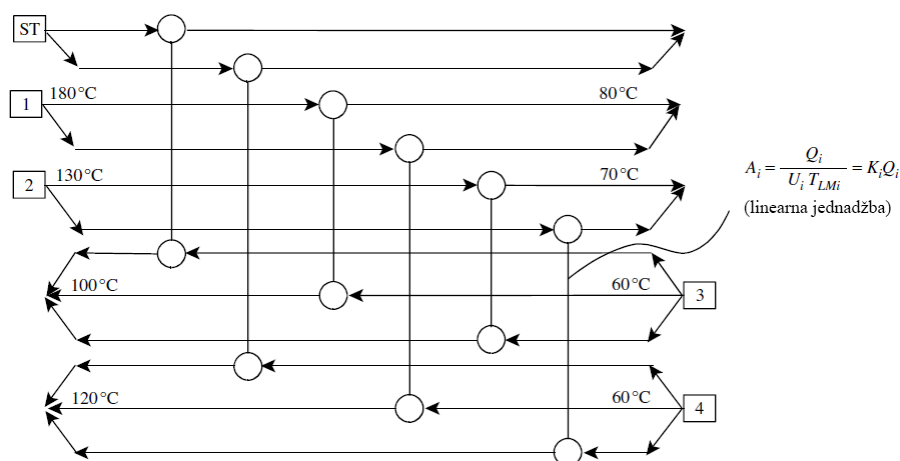 ST
180°C
80°C
1
130°C
70°C
2
A_i = Q_i / (U_i T_LMi) = K_i Q_i
(linearna jednadžba)
100°C
60°C
3
120°C
60°C
4